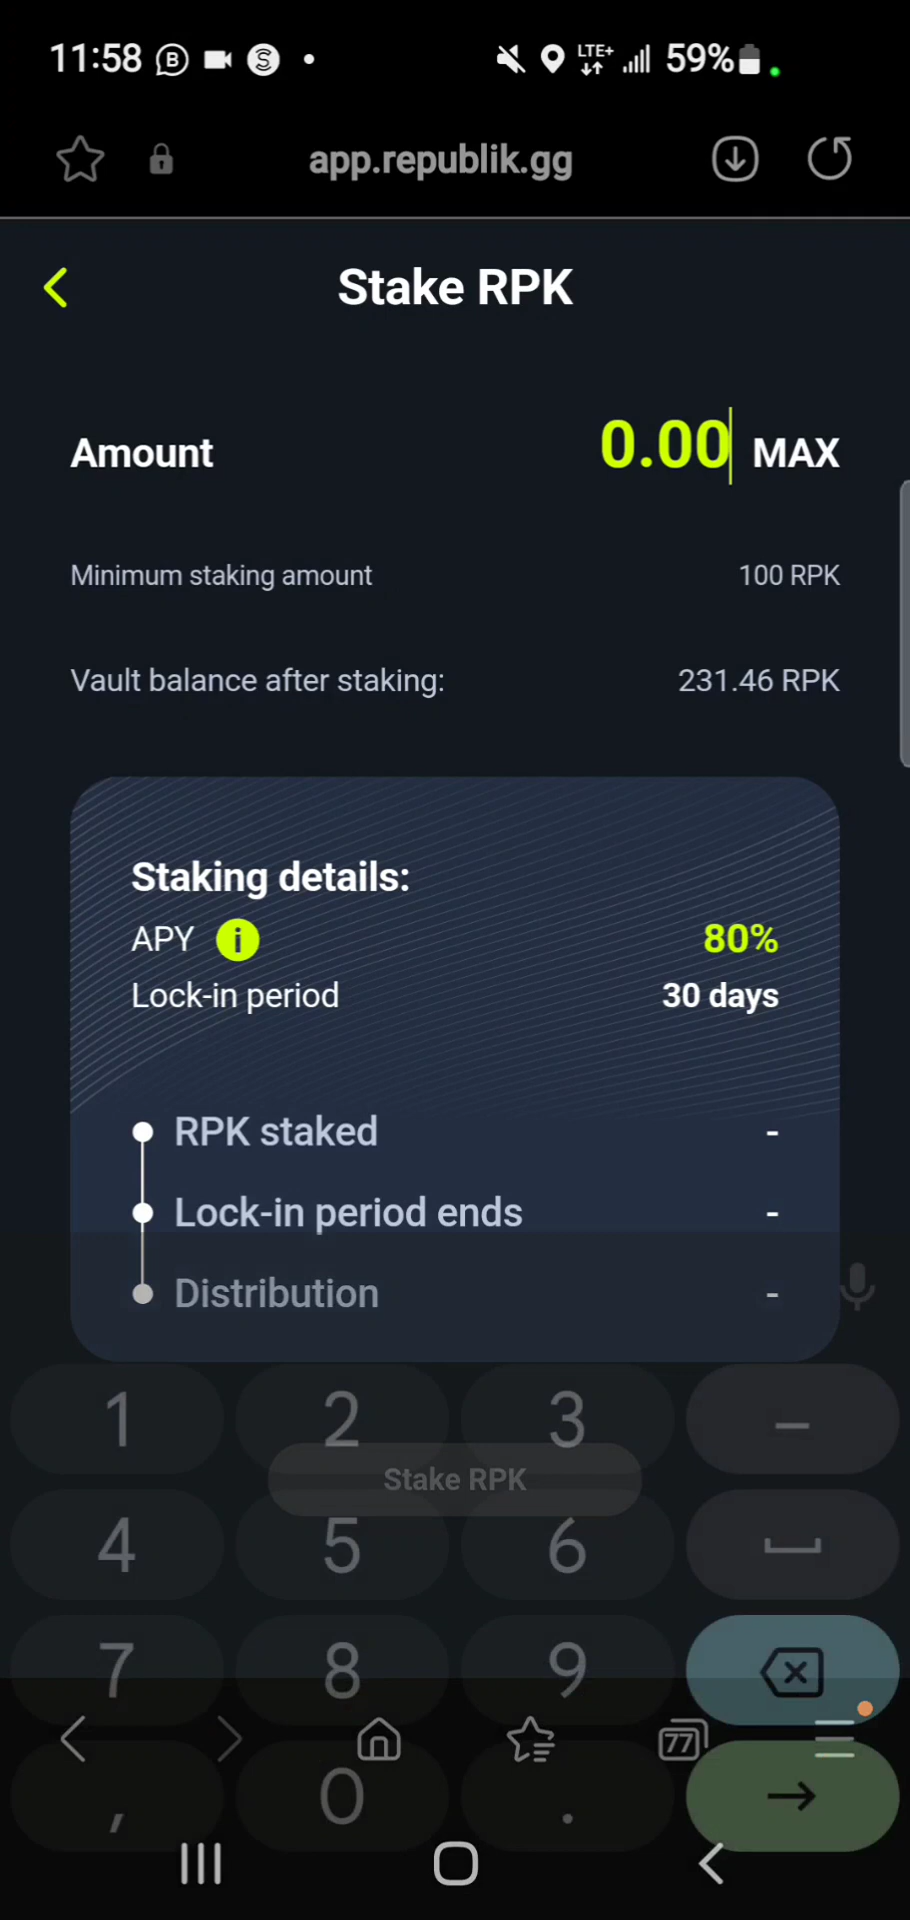 11:58 B S LTE+ 59%
app.republik.gg
Stake RPK
Amount 0.00 MAX
Minimum staking amount 100 RPK
Vault balance after staking: 231.46 RPK
Staking details:
APY i 80%
Lock-in period 30 days
RPK staked -
Lock-in period ends -
Distribution -
1 2 3 –
Stake RPK
4 5 6
7 8 9
77
, 0 .